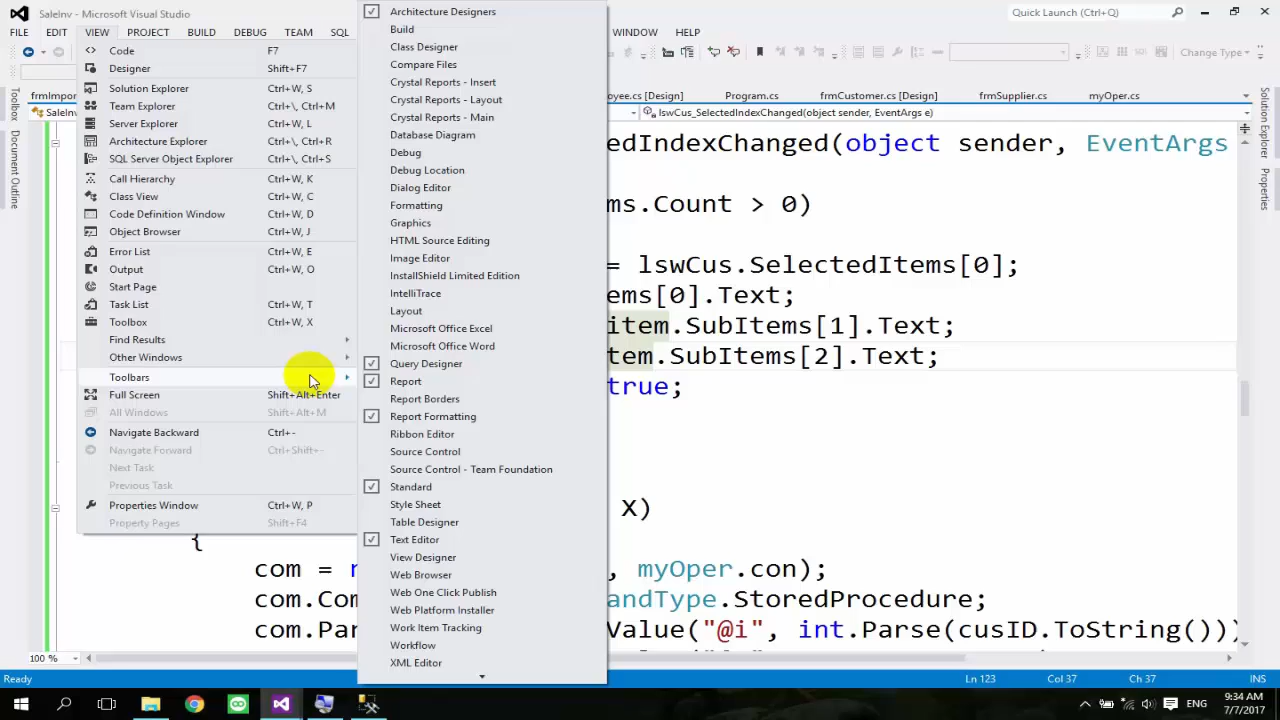 SaleInv - Microsoft Visual Studio
Quick Launch (Ctrl+Q)
FILE EDIT VIEW PROJECT BUILD DEBUG TEAM SQL WINDOW HELP
Change Type
Code F7
Designer Shift+F7
Solution Explorer Ctrl+W, S
Team Explorer Ctrl+\, Ctrl+M
Server Explorer Ctrl+W, L
Architecture Explorer Ctrl+\, Ctrl+R
SQL Server Object Explorer Ctrl+\, Ctrl+S
Call Hierarchy Ctrl+W, K
Class View Ctrl+W, C
Code Definition Window Ctrl+W, D
Object Browser Ctrl+W, J
Error List Ctrl+W, E
Output Ctrl+W, O
Start Page
Task List Ctrl+W, T
Toolbox Ctrl+W, X
Find Results
Other Windows
Toolbars
Full Screen Shift+Alt+Enter
All Windows Shift+Alt+M
Navigate Backward Ctrl+-
Navigate Forward Ctrl+Shift+-
Next Task
Previous Task
Properties Window Ctrl+W, P
Property Pages Shift+F4
Architecture Designers
Build
Class Designer
Compare Files
Crystal Reports - Insert
Crystal Reports - Layout
Crystal Reports - Main
Database Diagram
Debug
Debug Location
Dialog Editor
Formatting
Graphics
HTML Source Editing
Image Editor
InstallShield Limited Edition
IntelliTrace
Layout
Microsoft Office Excel
Microsoft Office Word
Query Designer
Report
Report Borders
Report Formatting
Ribbon Editor
Source Control
Source Control - Team Foundation
Standard
Style Sheet
Table Designer
Text Editor
View Designer
Web Browser
Web One Click Publish
Web Platform Installer
Work Item Tracking
Workflow
XML Editor
Toolbox
Document Outline
frmImpor oyee.cs [Design] Program.cs frmCustomer.cs [Design] frmSupplier.cs myOper.cs
SaleInv lswCus_SelectedIndexChanged(object sender, EventArgs e)
edIndexChanged(object sender, EventArgs
ms.Count > 0)
= lswCus.SelectedItems[0];
ems[0].Text;
item.SubItems[1].Text;
tem.SubItems[2].Text;
true;
X)
{
com = n , myOper.con);
com.Com andType.StoredProcedure;
com.Par Value("@i", int.Parse(cusID.ToString()))
Solution Explorer
Properties
100 %
Ready Ln 123 Col 37 Ch 37 INS
ENG
9:34 AM
7/7/2017